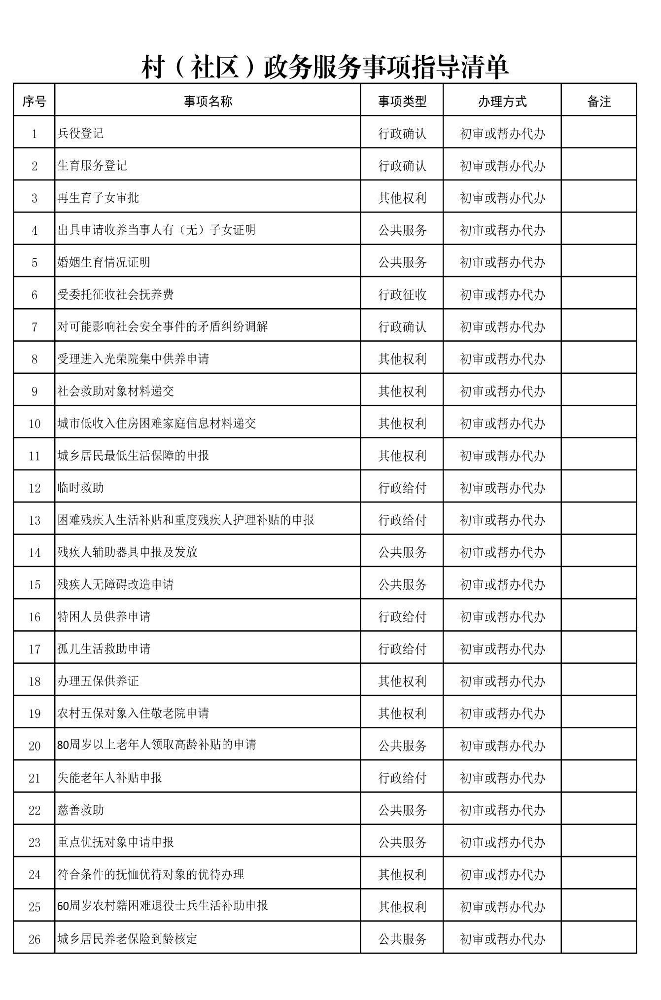 村（社区）政务服务事项指导清单
序号 事项名称 事项类型 办理方式 备注
1 兵役登记 行政确认 初审或帮办代办
2 生育服务登记 行政确认 初审或帮办代办
3 再生育子女审批 其他权利 初审或帮办代办
4 出具申请收养当事人有（无）子女证明 公共服务 初审或帮办代办
5 婚姻生育情况证明 公共服务 初审或帮办代办
6 受委托征收社会抚养费 行政征收 初审或帮办代办
7 对可能影响社会安全事件的矛盾纠纷调解 行政确认 初审或帮办代办
8 受理进入光荣院集中供养申请 其他权利 初审或帮办代办
9 社会救助对象材料递交 其他权利 初审或帮办代办
10 城市低收入住房困难家庭信息材料递交 其他权利 初审或帮办代办
11 城乡居民最低生活保障的申报 其他权利 初审或帮办代办
12 临时救助 行政给付 初审或帮办代办
13 困难残疾人生活补贴和重度残疾人护理补贴的申报 行政给付 初审或帮办代办
14 残疾人辅助器具申报及发放 公共服务 初审或帮办代办
15 残疾人无障碍改造申请 公共服务 初审或帮办代办
16 特困人员供养申请 行政给付 初审或帮办代办
17 孤儿生活救助申请 行政给付 初审或帮办代办
18 办理五保供养证 其他权利 初审或帮办代办
19 农村五保对象入住敬老院申请 其他权利 初审或帮办代办
20 80周岁以上老年人领取高龄补贴的申请 公共服务 初审或帮办代办
21 失能老年人补贴申报 行政给付 初审或帮办代办
22 慈善救助 公共服务 初审或帮办代办
23 重点优抚对象申请申报 公共服务 初审或帮办代办
24 符合条件的抚恤优待对象的优待办理 其他权利 初审或帮办代办
25 60周岁农村籍困难退役士兵生活补助申报 其他权利 初审或帮办代办
26 城乡居民养老保险到龄核定 公共服务 初审或帮办代办